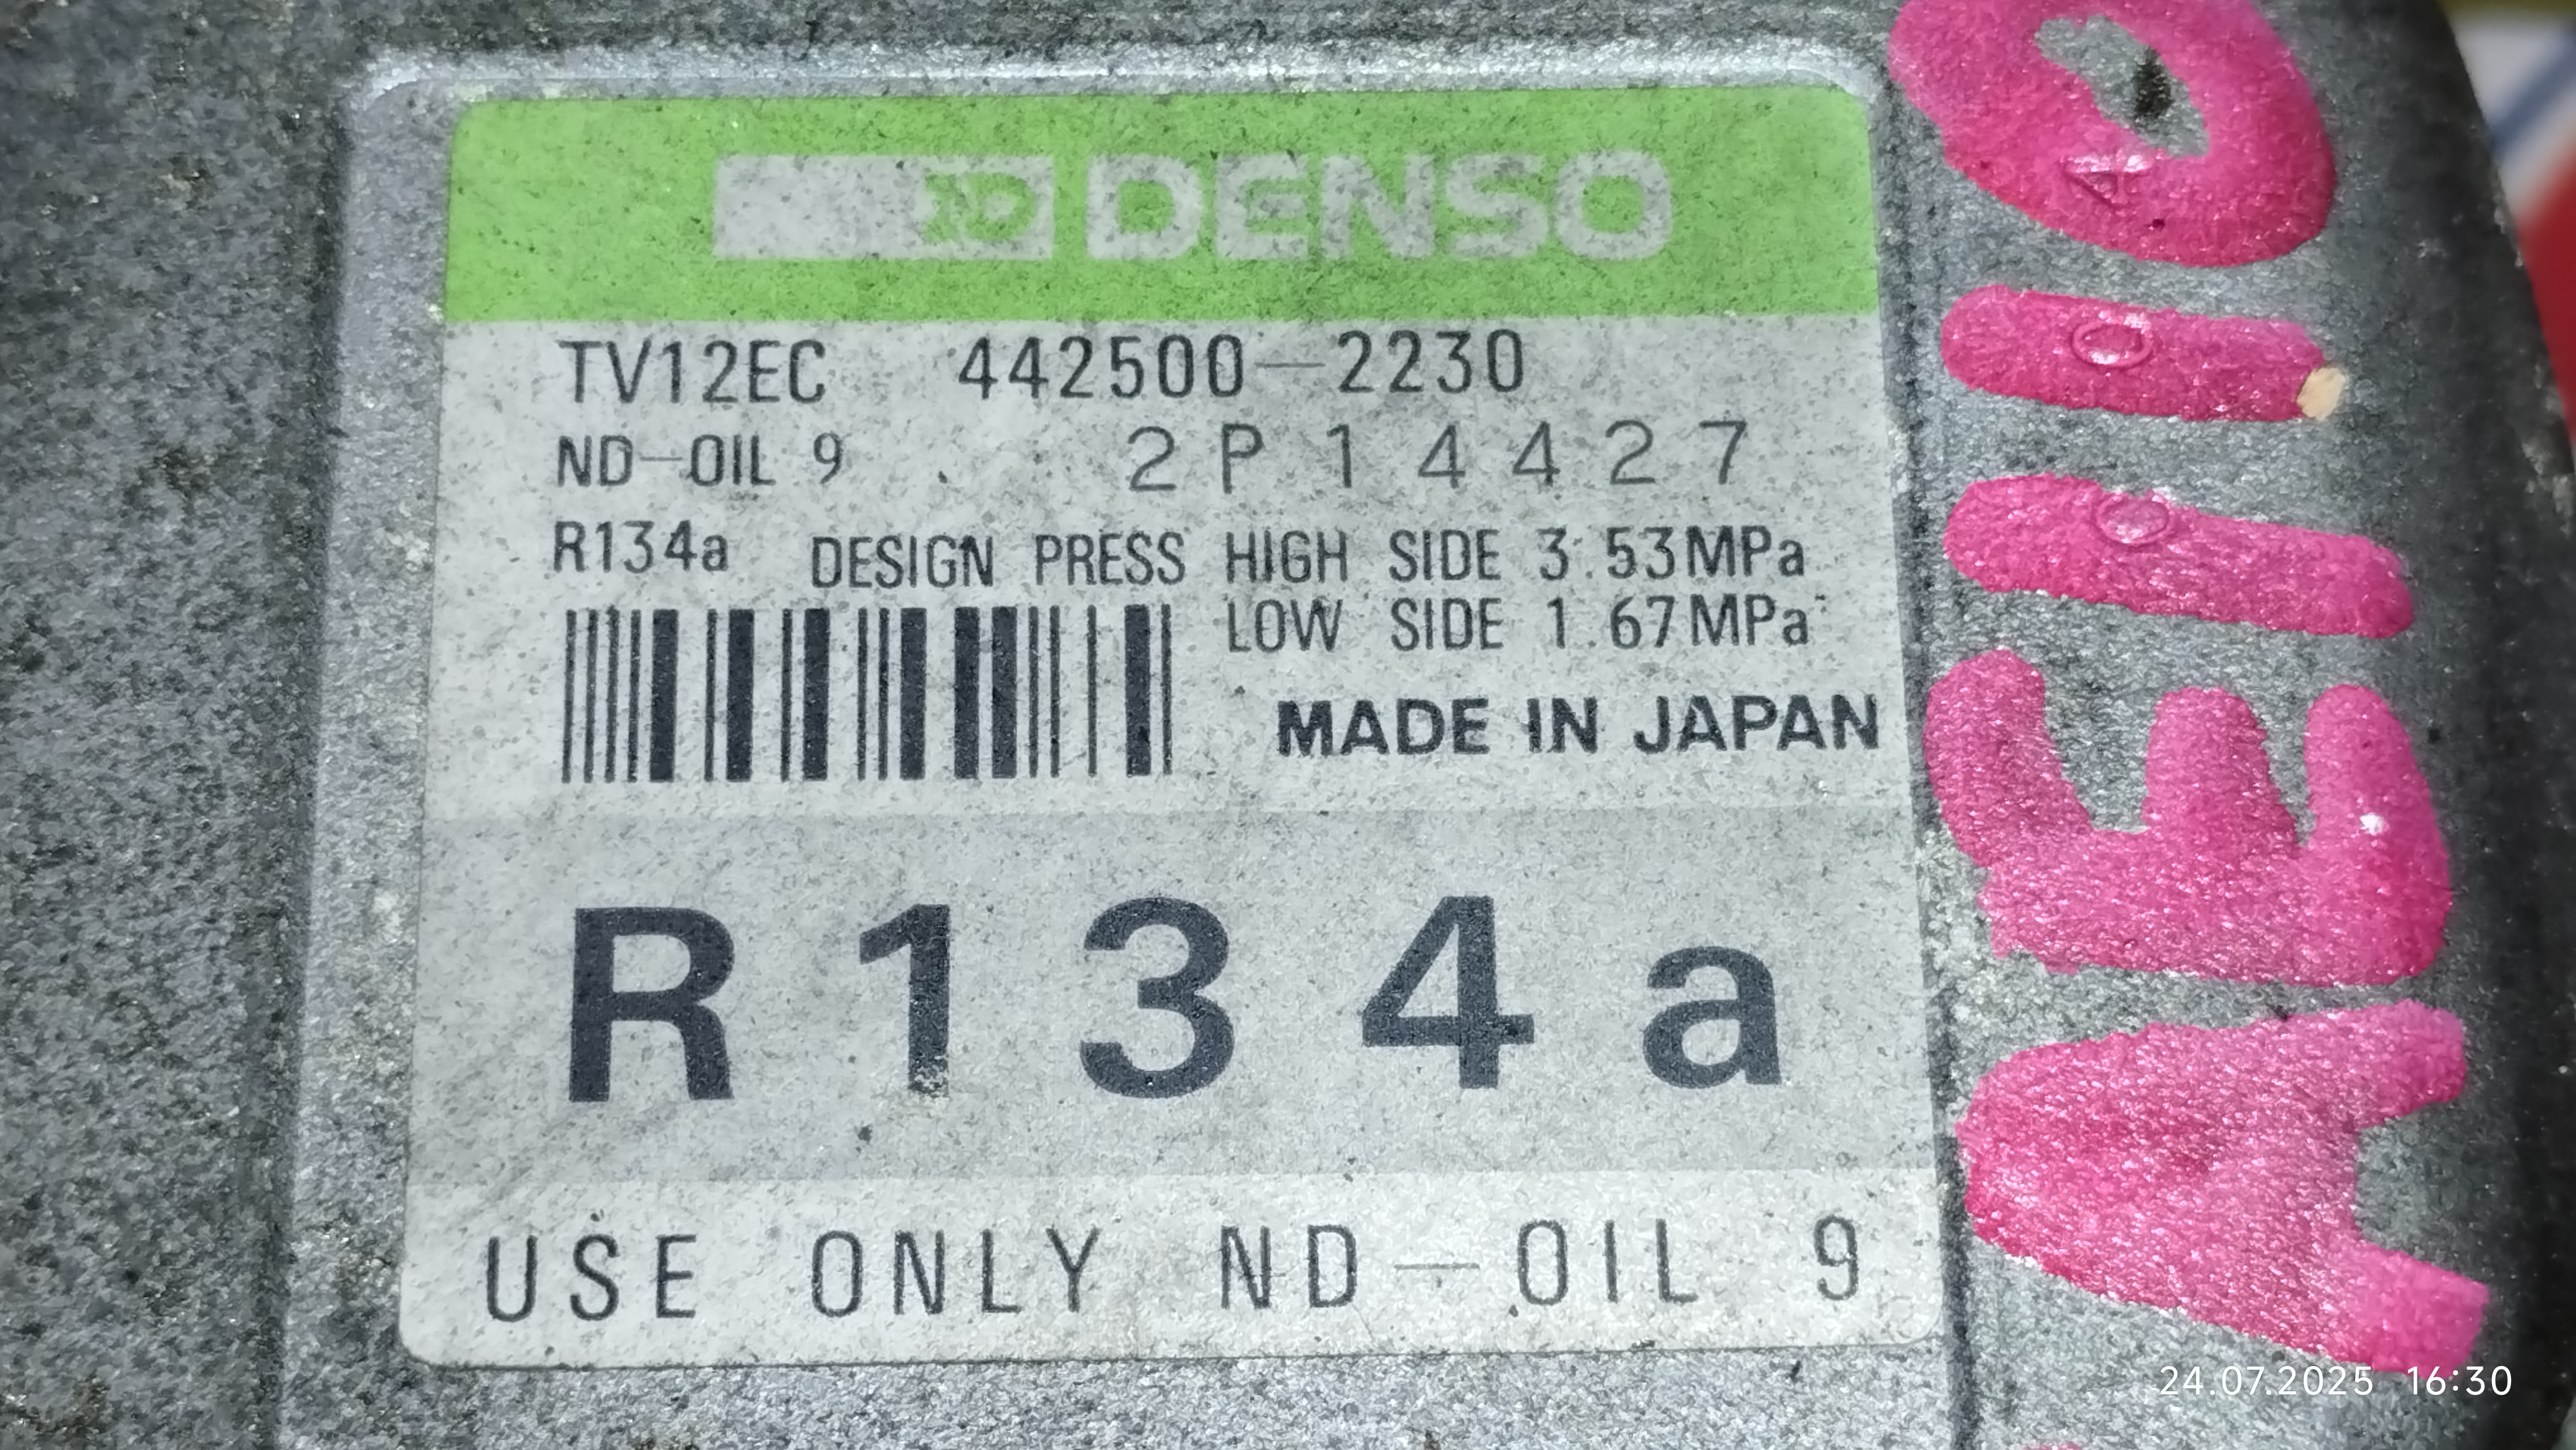 DENSO
TV12EC 442500-2230
ND-OIL 9 2P14427
R134a DESIGN PRESS HIGH SIDE 3.53MPa
LOW SIDE 1.67MPa
MADE IN JAPAN
R134a
USE ONLY ND-OIL 9
AE110
24.07.2025 16:30